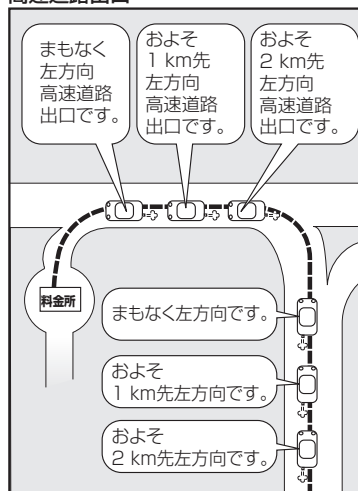 高速道路出口
まもなく
左方向
高速道路
出口です。
およそ
1 km先
左方向
高速道路
出口です。
およそ
2 km先
左方向
高速道路
出口です。
料金所
まもなく左方向です。
およそ
1 km先左方向です。
およそ
2 km先左方向です。